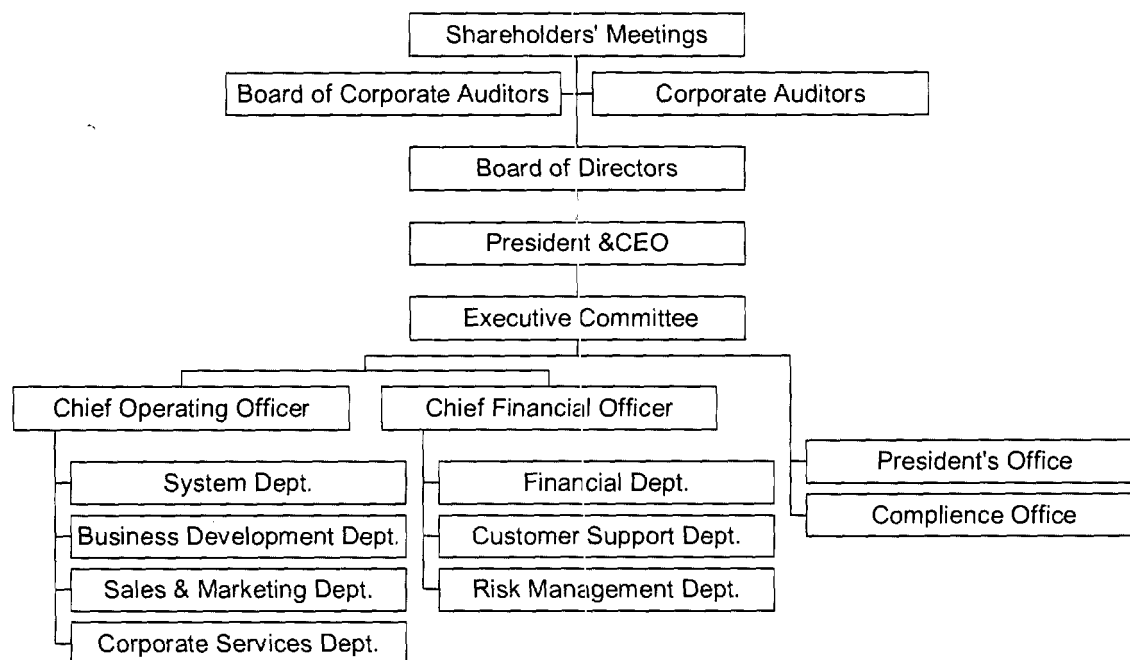 Shareholders' Meetings
Board of Corporate Auditors
Corporate Auditors
Board of Directors
President &CEO
Executive Committee
Chief Operating Officer
Chief Financial Officer
System Dept.
Business Development Dept.
Sales & Marketing Dept.
Corporate Services Dept.
Financial Dept.
Customer Support Dept.
Risk Management Dept.
President's Office
Complience Office